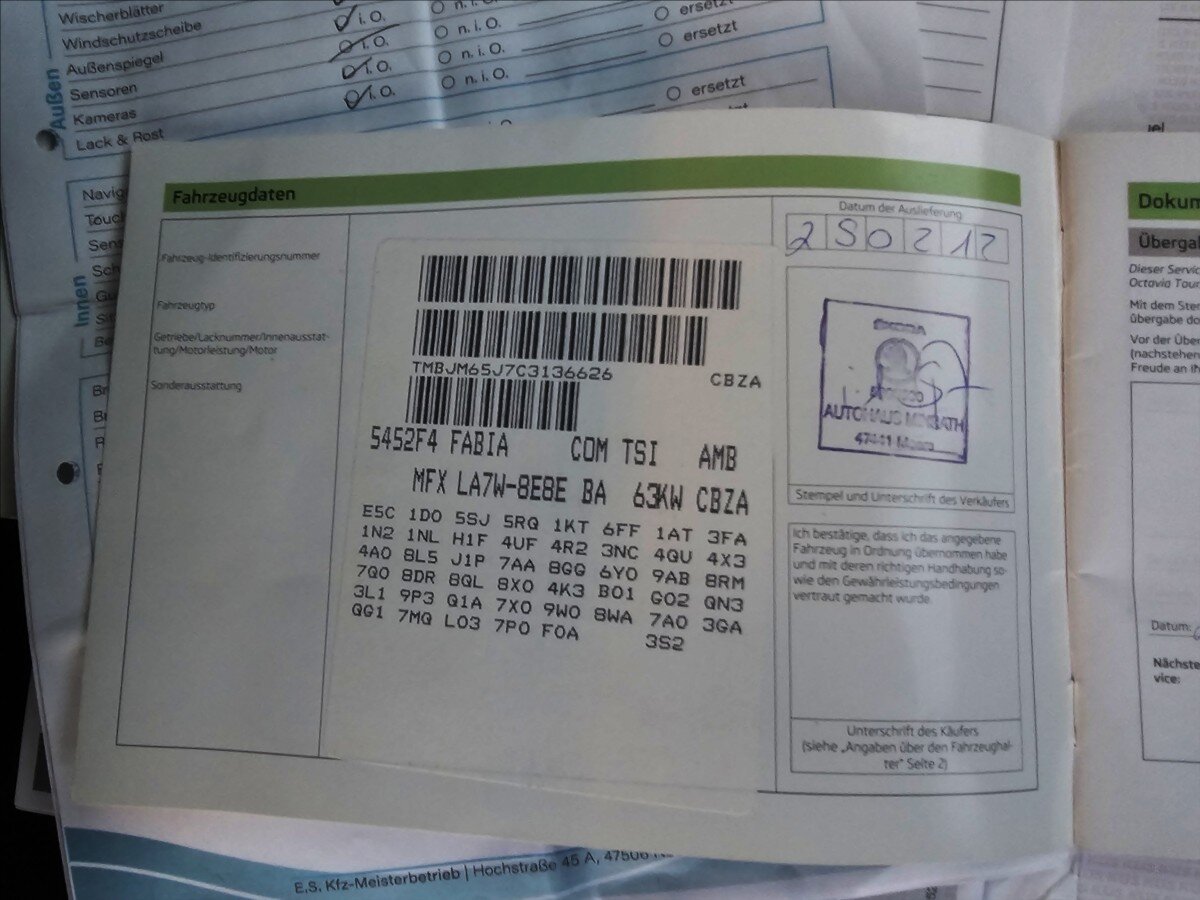 Wischerblätter
Windschutzscheibe i.O. n.i.O. ersetzt
Außenspiegel i.O. n.i.O. ersetzt
Sensoren i.O. n.i.O.
Kameras i.O. n.i.O. ersetzt
Lack & Rost
Außen
Innen
Fahrzeugdaten
Fahrzeug-Identifizierungsnummer
Fahrzeugtyp
Getriebe/Lacknummer/Innenausstat-
tung/Motorleistung/Motor
Sonderausstattung
TMBJM65J7C3136626 CBZA
5452F4 FABIA COM TSI AMB
MFX LA7W-8E8E BA 63KW CBZA
E5C 1D0 5SJ 5RQ 1KT 6FF 1AT 3FA
1N2 1NL H1F 4UF 4R2 3NC 4QU 4X3
4A0 8L5 J1P 7AA 8GG 6Y0 9AB 8RM
7Q0 8DR 8QL 8X0 4K3 B01 G02 QN3
3L1 9P3 Q1A 7X0 9W0 8WA 7A0 3GA
QG1 7MQ L03 7P0 F0A 3S2
Datum der Auslieferung
ŠKODA
AUTOHAUS
47441
Stempel und Unterschrift des Verkäufers
Ich bestätige, dass ich das angegebene
Fahrzeug in Ordnung übernommen habe
und mit deren richtigen Handhabung so-
wie den Gewährleistungsbedingungen
vertraut gemacht wurde.
Unterschrift des Käufers
(siehe „Angaben über den Fahrzeughal-
ter" Seite 2)
Dokum
Überga
Dieser Servic
Octavia Tour
Mit dem Ste
übergabe do
Vor der Übe
(nachstehen
Freude an Ih
Datum:
Nächste
vice:
E.S. Kfz-Meisterbetrieb | Hochstraße 45 A, 47506